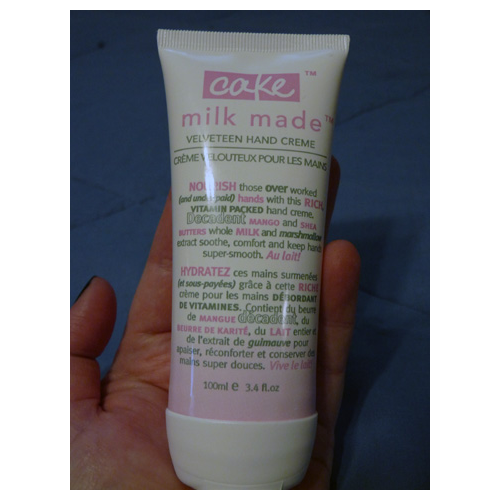 cake™
milk made™
VELVETEEN HAND CREME
CRÈME VELOUTEUX POUR LES MAINS
NOURISH those over worked
(and underpaid) hands with this RICH,
VITAMIN PACKED hand creme.
Decadent MANGO and SHEA
BUTTERS whole MILK and marshmallow
extract soothe, comfort and keep hands
super-smooth. Au lait!
HYDRATEZ ces mains surmenées
(et sous-payées) grâce à cette RICHE
crème pour les mains DÉBORDANT
DE VITAMINES. Contient du beurre
de MANGUE décadent, du
BEURRE DE KARITÉ, du LAIT entier et
de l'extrait de guimauve pour
apaiser, réconforter et conserver des
mains super douces. Vive le lait!
100ml e 3.4 fl.oz